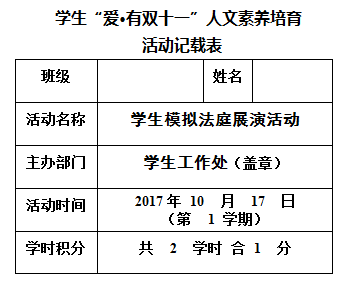 学生“爱•有双十一”人文素养培育
活动记载表
班级 姓名
活动名称 学生模拟法庭展演活动
主办部门 学生工作处（盖章）
活动时间 2017 年 10 月 17 日
（第 1 学期）
学时积分 共 2 学时 合 1 分